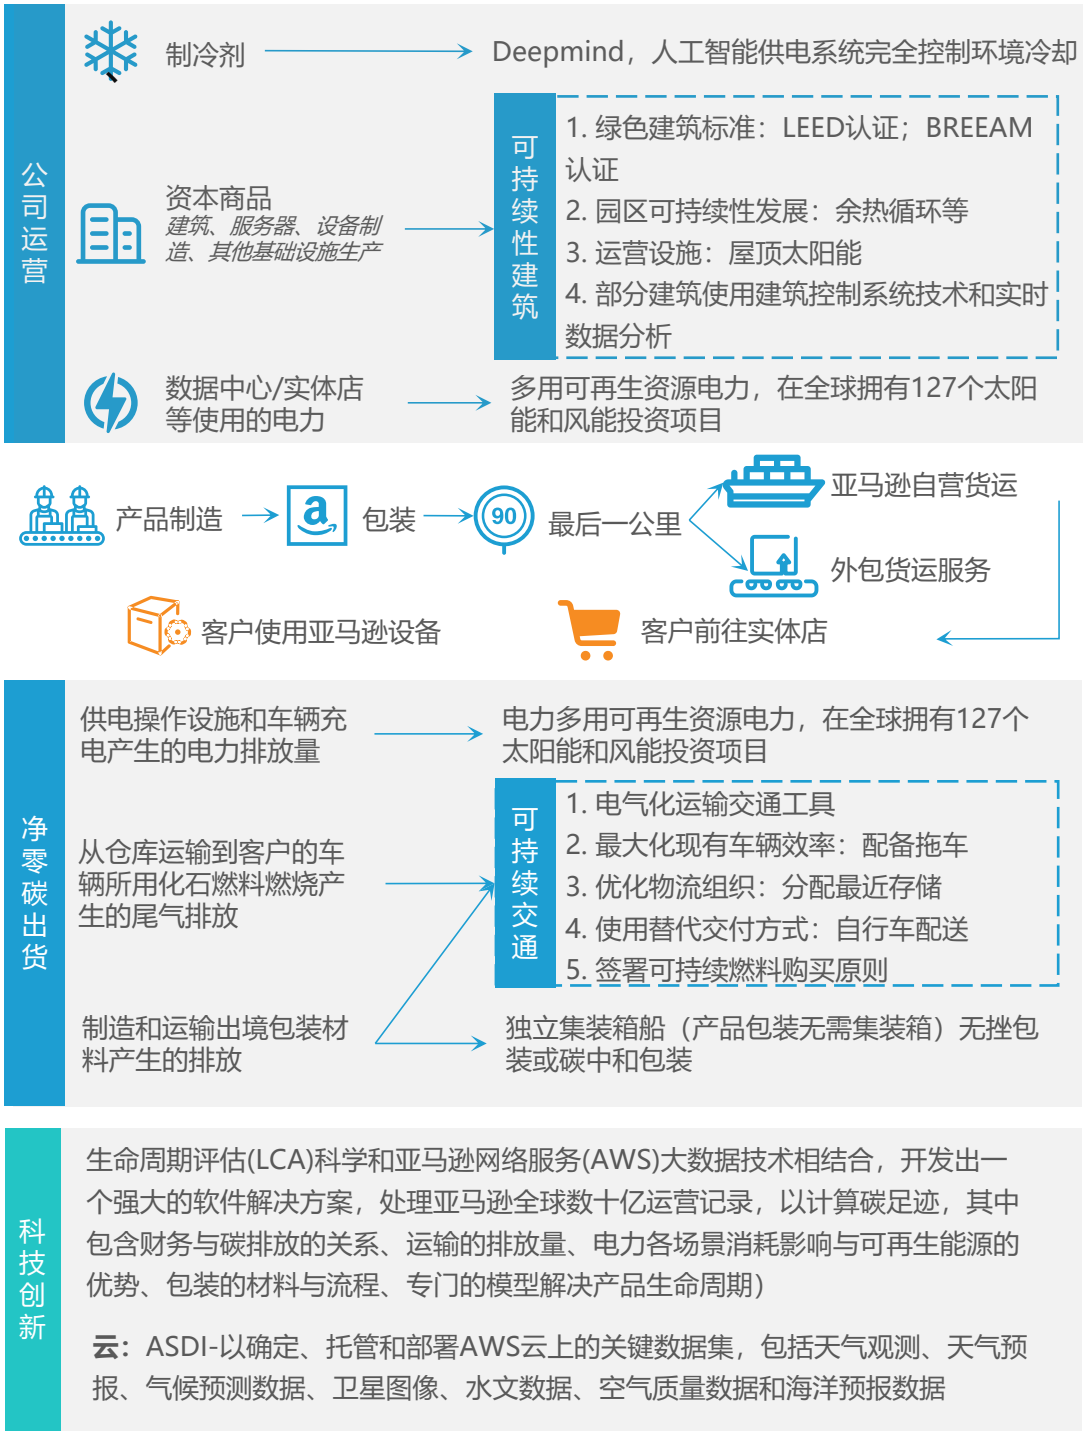 公司运营
制冷剂
Deepmind，人工智能供电系统完全控制环境冷却
资本商品
建筑、服务器、设备制
造、其他基础设施生产
可持续性建筑
1. 绿色建筑标准：LEED认证；BREEAM
认证
2. 园区可持续性发展：余热循环等
3. 运营设施：屋顶太阳能
4. 部分建筑使用建筑控制系统技术和实时
数据分析
数据中心/实体店
等使用的电力
多用可再生资源电力，在全球拥有127个太阳
能和风能投资项目
产品制造
a
包装
90
最后一公里
亚马逊自营货运
外包货运服务
客户使用亚马逊设备
客户前往实体店
净零碳出货
供电操作设施和车辆充
电产生的电力排放量
电力多用可再生资源电力，在全球拥有127个
太阳能和风能投资项目
从仓库运输到客户的车
辆所用化石燃料燃烧产
生的尾气排放
可持续交通
1. 电气化运输交通工具
2. 最大化现有车辆效率：配备拖车
3. 优化物流组织：分配最近存储
4. 使用替代交付方式：自行车配送
5. 签署可持续燃料购买原则
制造和运输出境包装材
料产生的排放
独立集装箱船（产品包装无需集装箱）无挫包
装或碳中和包装
科技创新
生命周期评估(LCA)科学和亚马逊网络服务(AWS)大数据技术相结合，开发出一
个强大的软件解决方案，处理亚马逊全球数十亿运营记录，以计算碳足迹，其中
包含财务与碳排放的关系、运输的排放量、电力各场景消耗影响与可再生能源的
优势、包装的材料与流程、专门的模型解决产品生命周期）
云：ASDI-以确定、托管和部署AWS云上的关键数据集，包括天气观测、天气预
报、气候预测数据、卫星图像、水文数据、空气质量数据和海洋预报数据